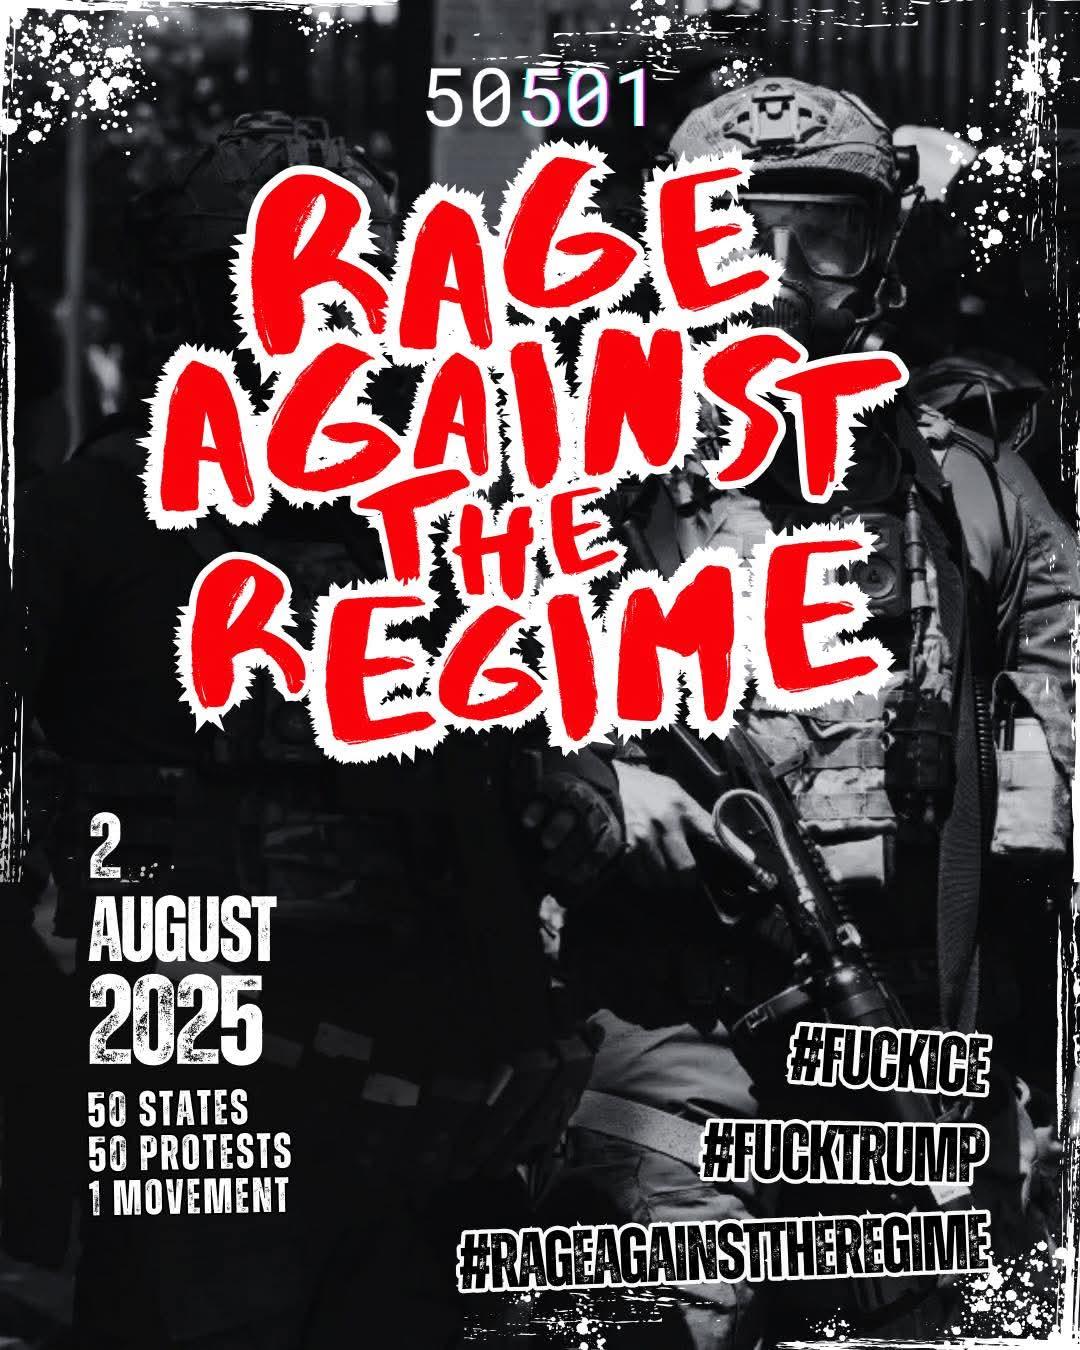 50501
RAGE
AGAINST
THE
REGIME
2
AUGUST
2025
50 STATES
50 PROTESTS
1 MOVEMENT
#FUCKICE
#FUCKTRUMP
#RAGEAGAINSTTHEREGIME